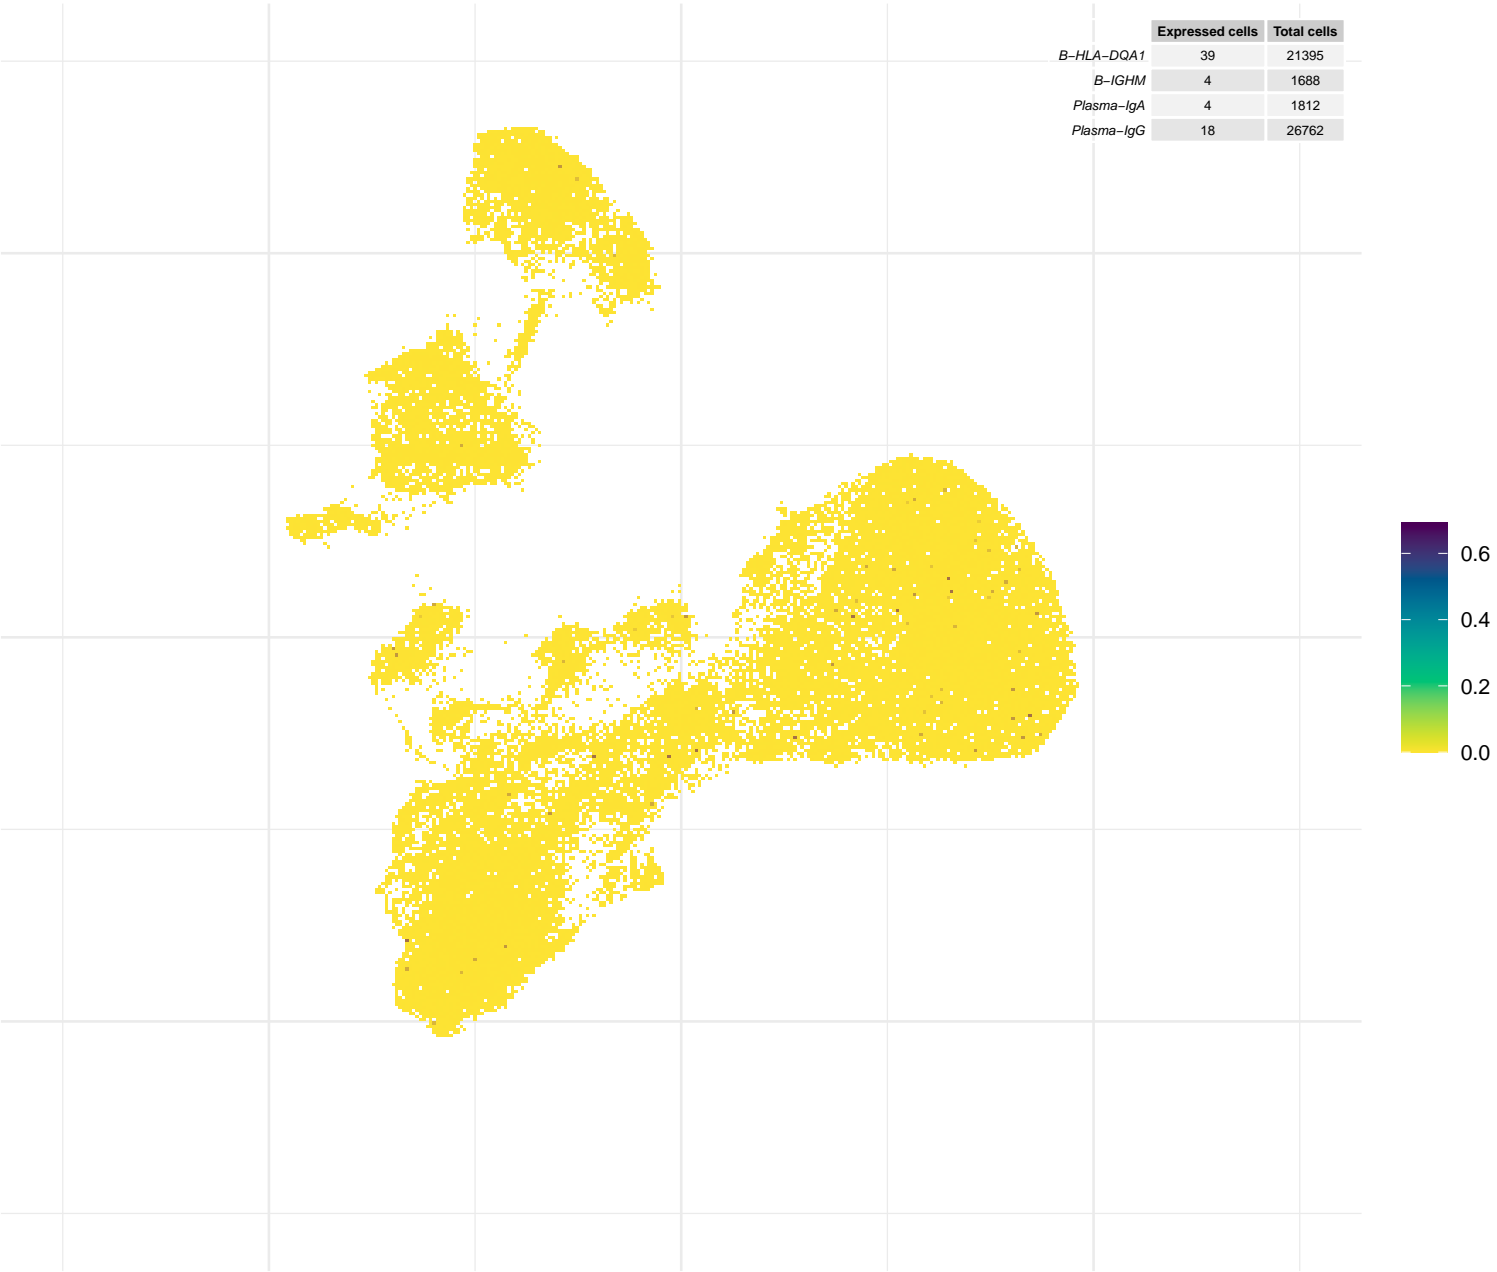 Expressed cells Total cells
B−HLA−DQA1 39 21395
B−IGHM 4 1688
Plasma−IgA 4 1812
Plasma−IgG 18 26762
0.6
0.4
0.2
0.0